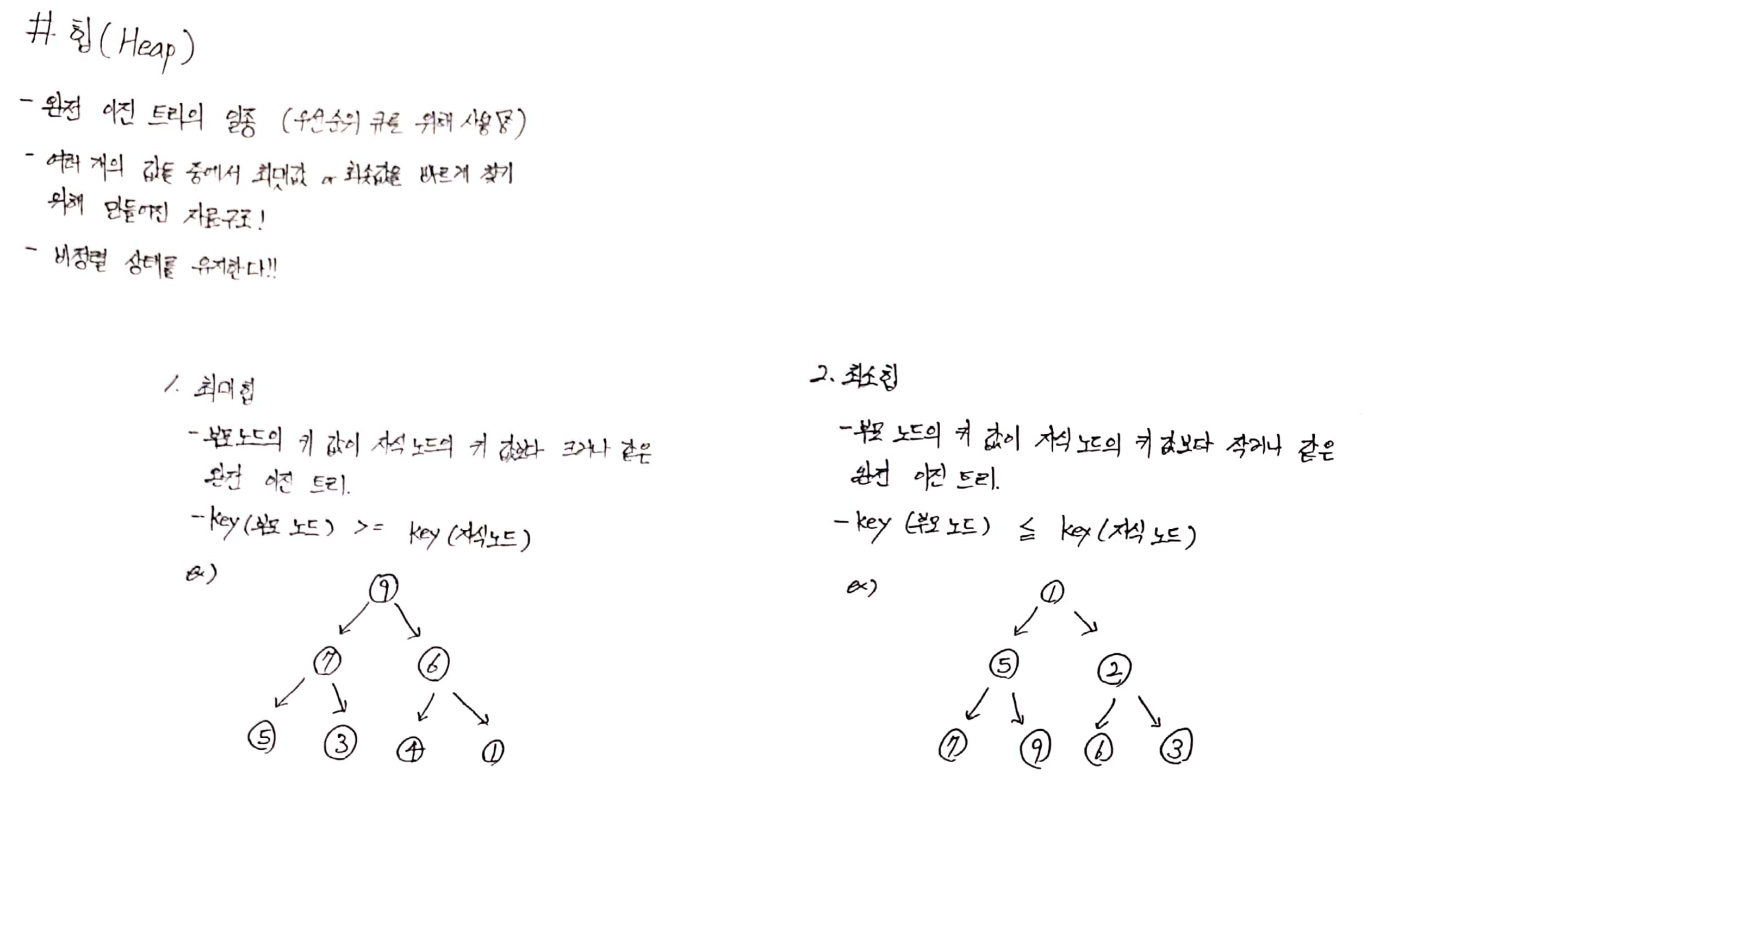 # 힙(Heap)
- 완전 이진 트리의 일종 (우선순위 큐를 위해 사용됨)
- 여러 개의 값들 중에서 최댓값 or 최솟값을 빠르게 찾기
위해 만들어진 자료구조!
- 반정렬 상태를 유지한다!!
1. 최대힙
- 부모노드의 키 값이 자식노드의 키 값보다 크거나 같은
완전 이진 트리.
- key(부모 노드) >= key(자식노드)
ex)
9
7 6
5 3 4 1
2. 최소힙
- 부모 노드의 키 값이 자식노드의 키 값보다 작거나 같은
완전 이진 트리.
- key (부모 노드) ≦ key(자식 노드)
ex)
1
5 2
7 9 6 3